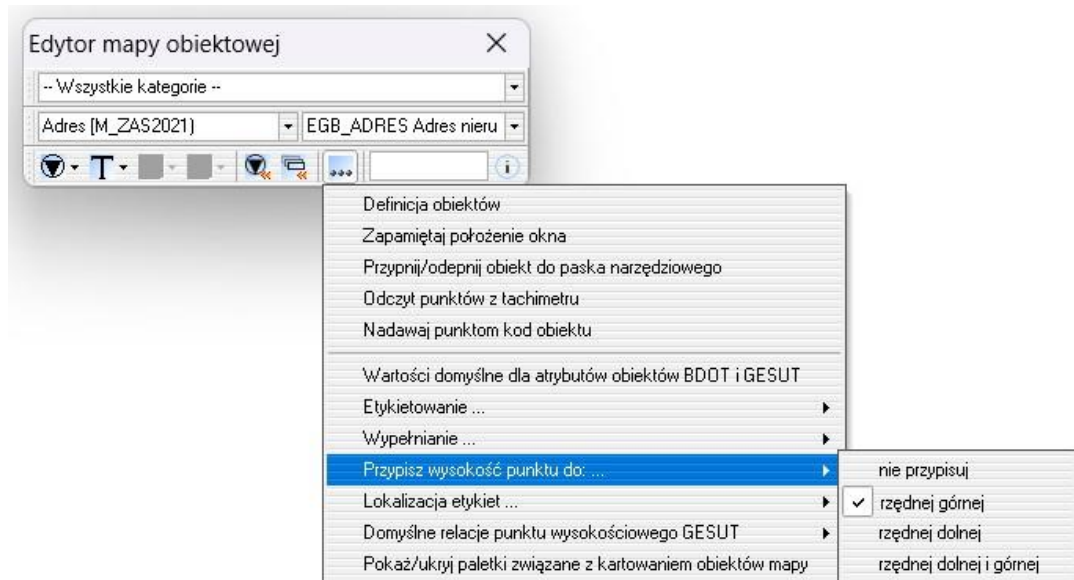 Edytor mapy obiektowej
-- Wszystkie kategorie --
Adres (M_ZAS2021) EGB_ADRES Adres nieru
T
Definicja obiektów
Zapamiętaj położenie okna
Przypnij/odepnij obiekt do paska narzędziowego
Odczyt punktów z tachimetru
Nadawaj punktom kod obiektu
Wartości domyślne dla atrybutów obiektów BDOT i GESUT
Etykietowanie ...
Wypełnianie ...
Przypisz wysokość punktu do: ...
nie przypisuj
Lokalizacja etykiet ...
rzędnej górnej
Domyślne relacje punktu wysokościowego GESUT
rzędnej dolnej
Pokaż/ukryj paletki związane z kartowaniem obiektów mapy
rzędnej dolnej i górnej